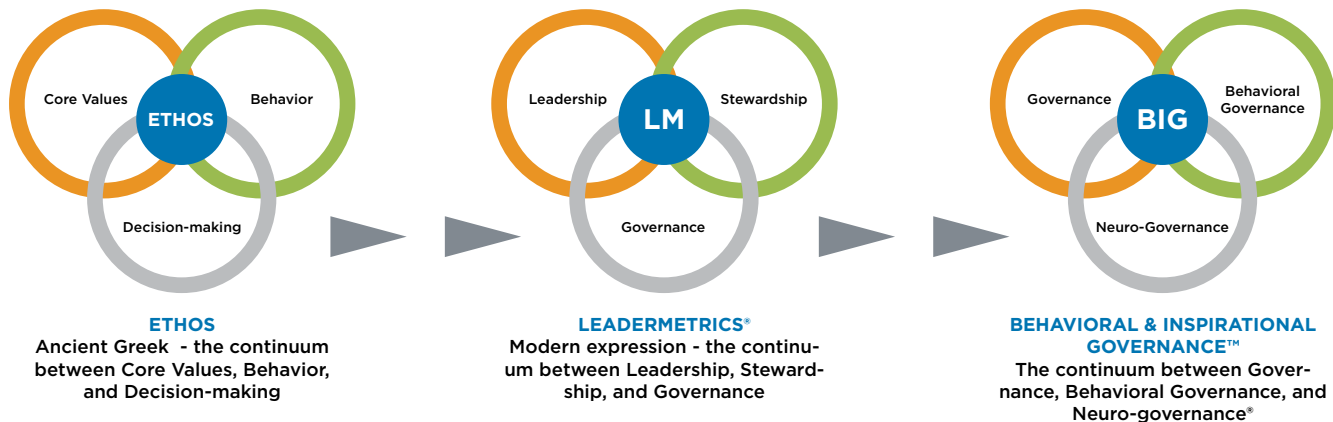 Core Values
ETHOS
Behavior
Decision-making
ETHOS
Ancient Greek - the continuum
between Core Values, Behavior,
and Decision-making
Leadership
LM
Stewardship
Governance
LEADERMETRICS®
Modern expression - the continu-
um between Leadership, Steward-
ship, and Governance
Governance
BIG
Behavioral
Governance
Neuro-Governance
BEHAVIORAL & INSPIRATIONAL
GOVERNANCE™
The continuum between Gover-
nance, Behavioral Governance, and
Neuro-governance®